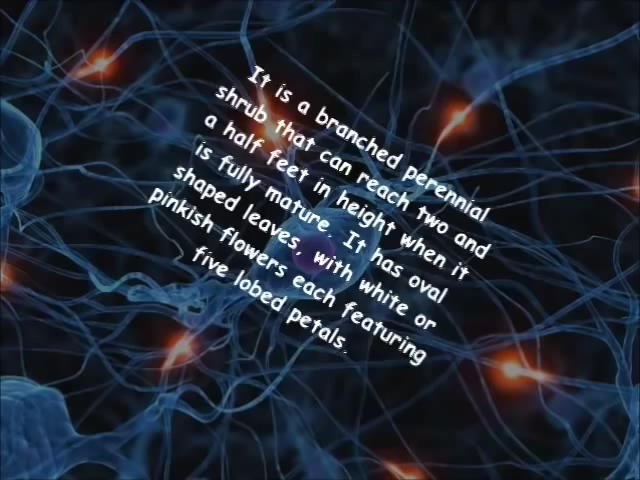 It is a branched perennial
shrub that can reach two and
a half feet in height when it
is fully mature. It has oval
shaped leaves, with white or
pinkish flowers each featuring
five lobed petals.